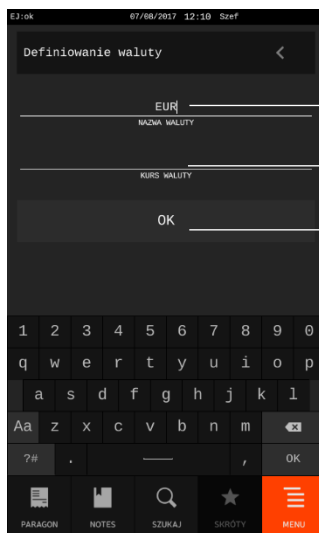 EJ:ok 07/08/2017 12:10 Szef
Definiowanie waluty <
EUR
NAZWA WALUTY
KURS WALUTY
OK
1 2 3 4 5 6 7 8 9 0
q w e r t y u i o p
a s d f g h j k l
Aa z x c v b n m
?# . , OK
PARAGON NOTES SZUKAJ SKRÓTY MENU